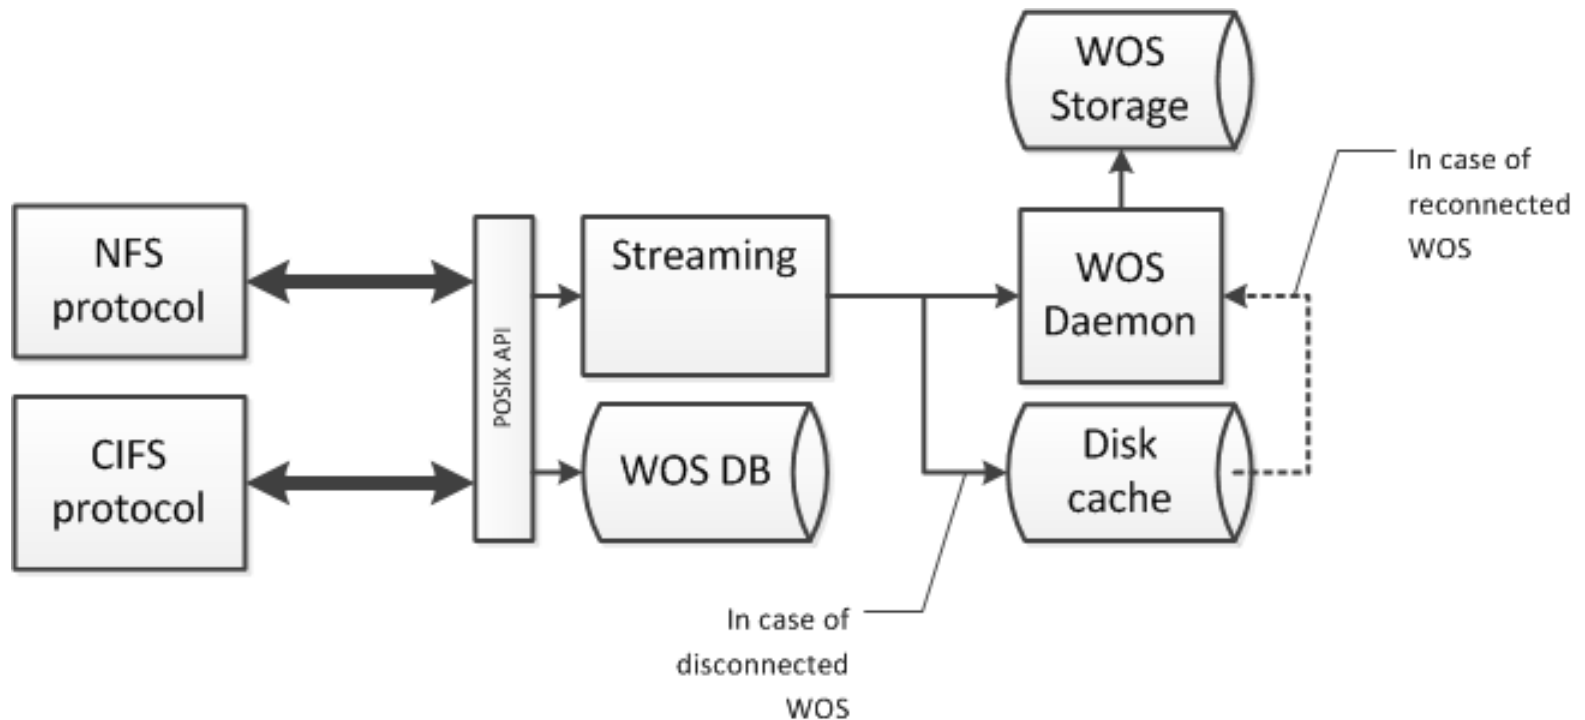 WOS
Storage
In case of
reconnected
WOS
NFS
protocol
POSIX API
Streaming
WOS
Daemon
CIFS
protocol
WOS DB
Disk
cache
In case of
disconnected
WOS